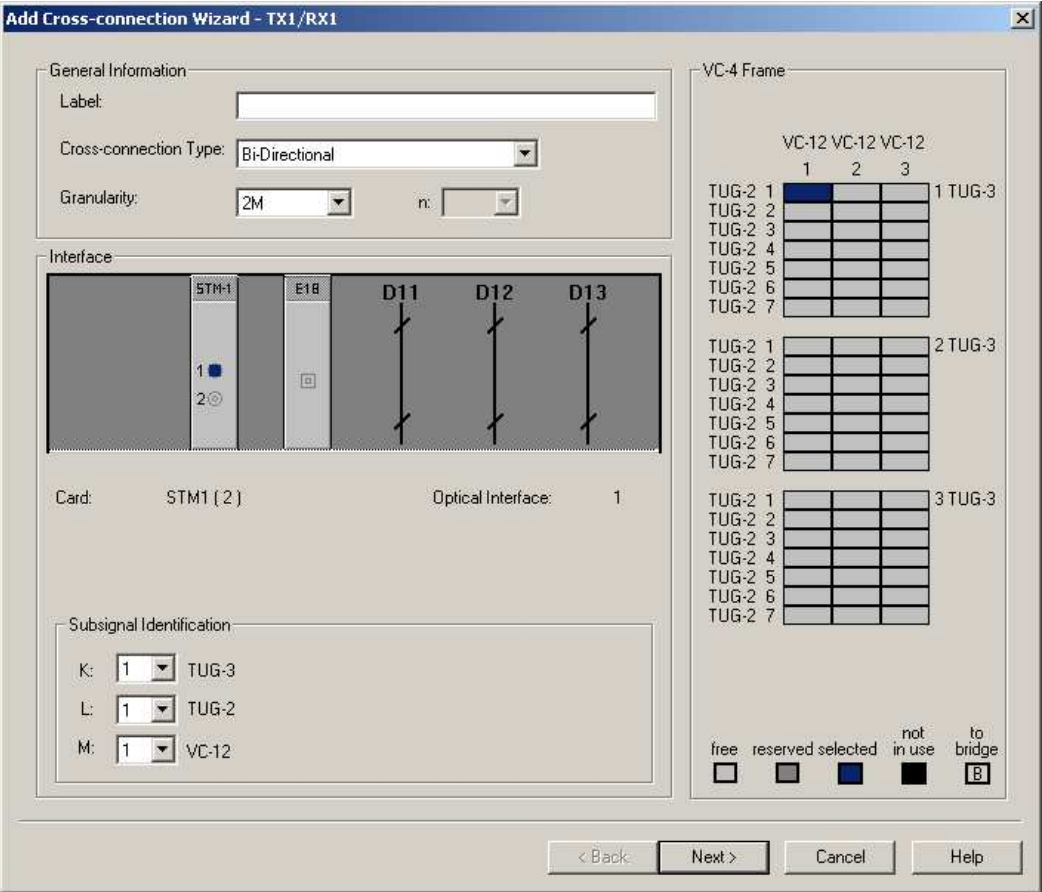 Add Cross-connection Wizard - TX1/RX1
General Information
Label:
Cross-connection Type: Bi-Directional
Granularity: 2M n:
Interface
STM-1 E1B D11 D12 D13
1
2
Card: STM1 ( 2 ) Optical Interface: 1
Subsignal Identification
K: 1 TUG-3
L: 1 TUG-2
M: 1 VC-12
VC-4 Frame
VC-12 VC-12 VC-12
1 2 3
TUG-2 1 1 TUG-3
TUG-2 2
TUG-2 3
TUG-2 4
TUG-2 5
TUG-2 6
TUG-2 7
TUG-2 1 2 TUG-3
TUG-2 2
TUG-2 3
TUG-2 4
TUG-2 5
TUG-2 6
TUG-2 7
TUG-2 1 3 TUG-3
TUG-2 2
TUG-2 3
TUG-2 4
TUG-2 5
TUG-2 6
TUG-2 7
free reserved selected not in use to bridge
B
< Back Next > Cancel Help